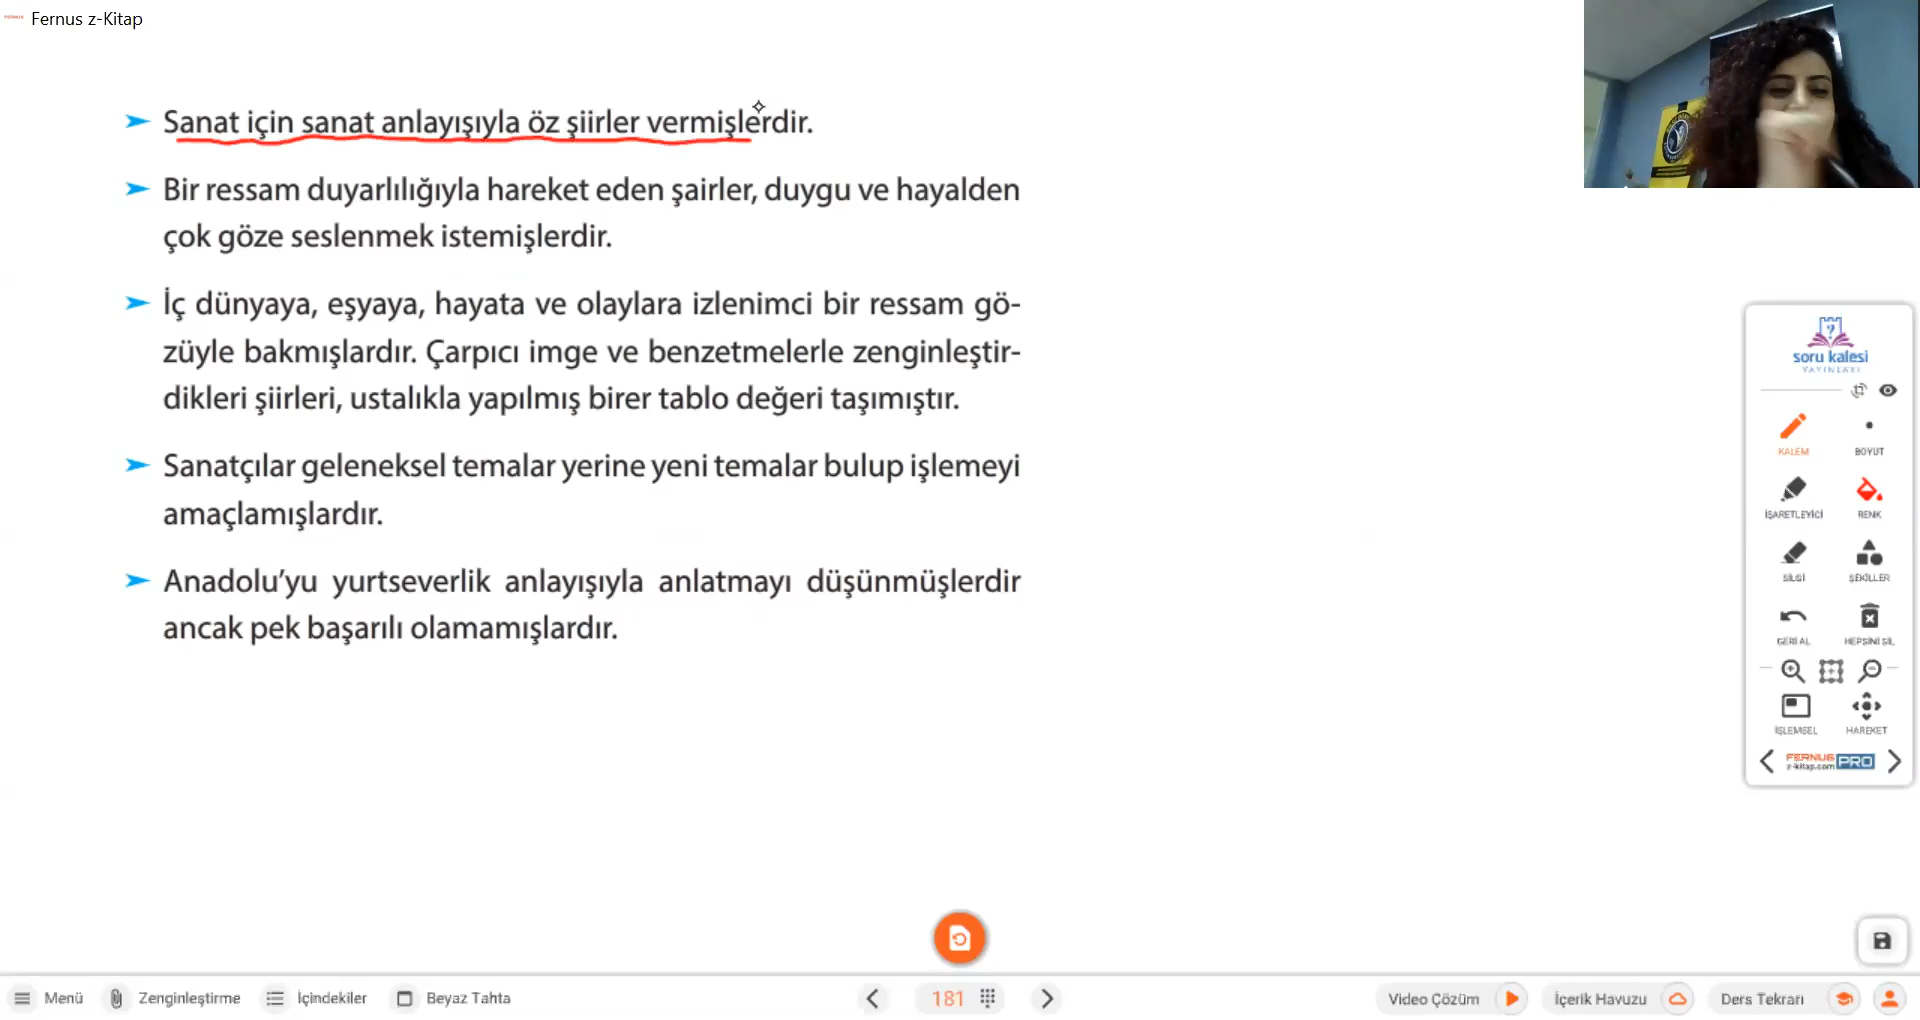 Fernus z-Kitap
Sanat için sanat anlayışıyla öz şiirler vermişlerdir.
Bir ressam duyarlılığıyla hareket eden şairler, duygu ve hayalden
çok göze seslenmek istemişlerdir.
İç dünyaya, eşyaya, hayata ve olaylara izlenimci bir ressam gö-
züyle bakmışlardır. Çarpıcı imge ve benzetmelerle zenginleştir-
dikleri şiirleri, ustalıkla yapılmış birer tablo değeri taşımıştır.
Sanatçılar geleneksel temalar yerine yeni temalar bulup işlemeyi
amaçlamışlardır.
Anadolu’yu yurtseverlik anlayışıyla anlatmayı düşünmüşlerdir
ancak pek başarılı olamamışlardır.
soru kalesi
YAYINLARI
KALEM BOYUT
İŞARETLEYİCİ RENK
SİLGİ ŞEKİLLER
GERİ AL HEPSİNİ SİL
İŞLEMSEL HAREKET
FERNUS
z-kitap.com PRO
Menü Zenginleştirme İçindekiler Beyaz Tahta 181 Video Çözüm İçerik Havuzu Ders Tekrarı